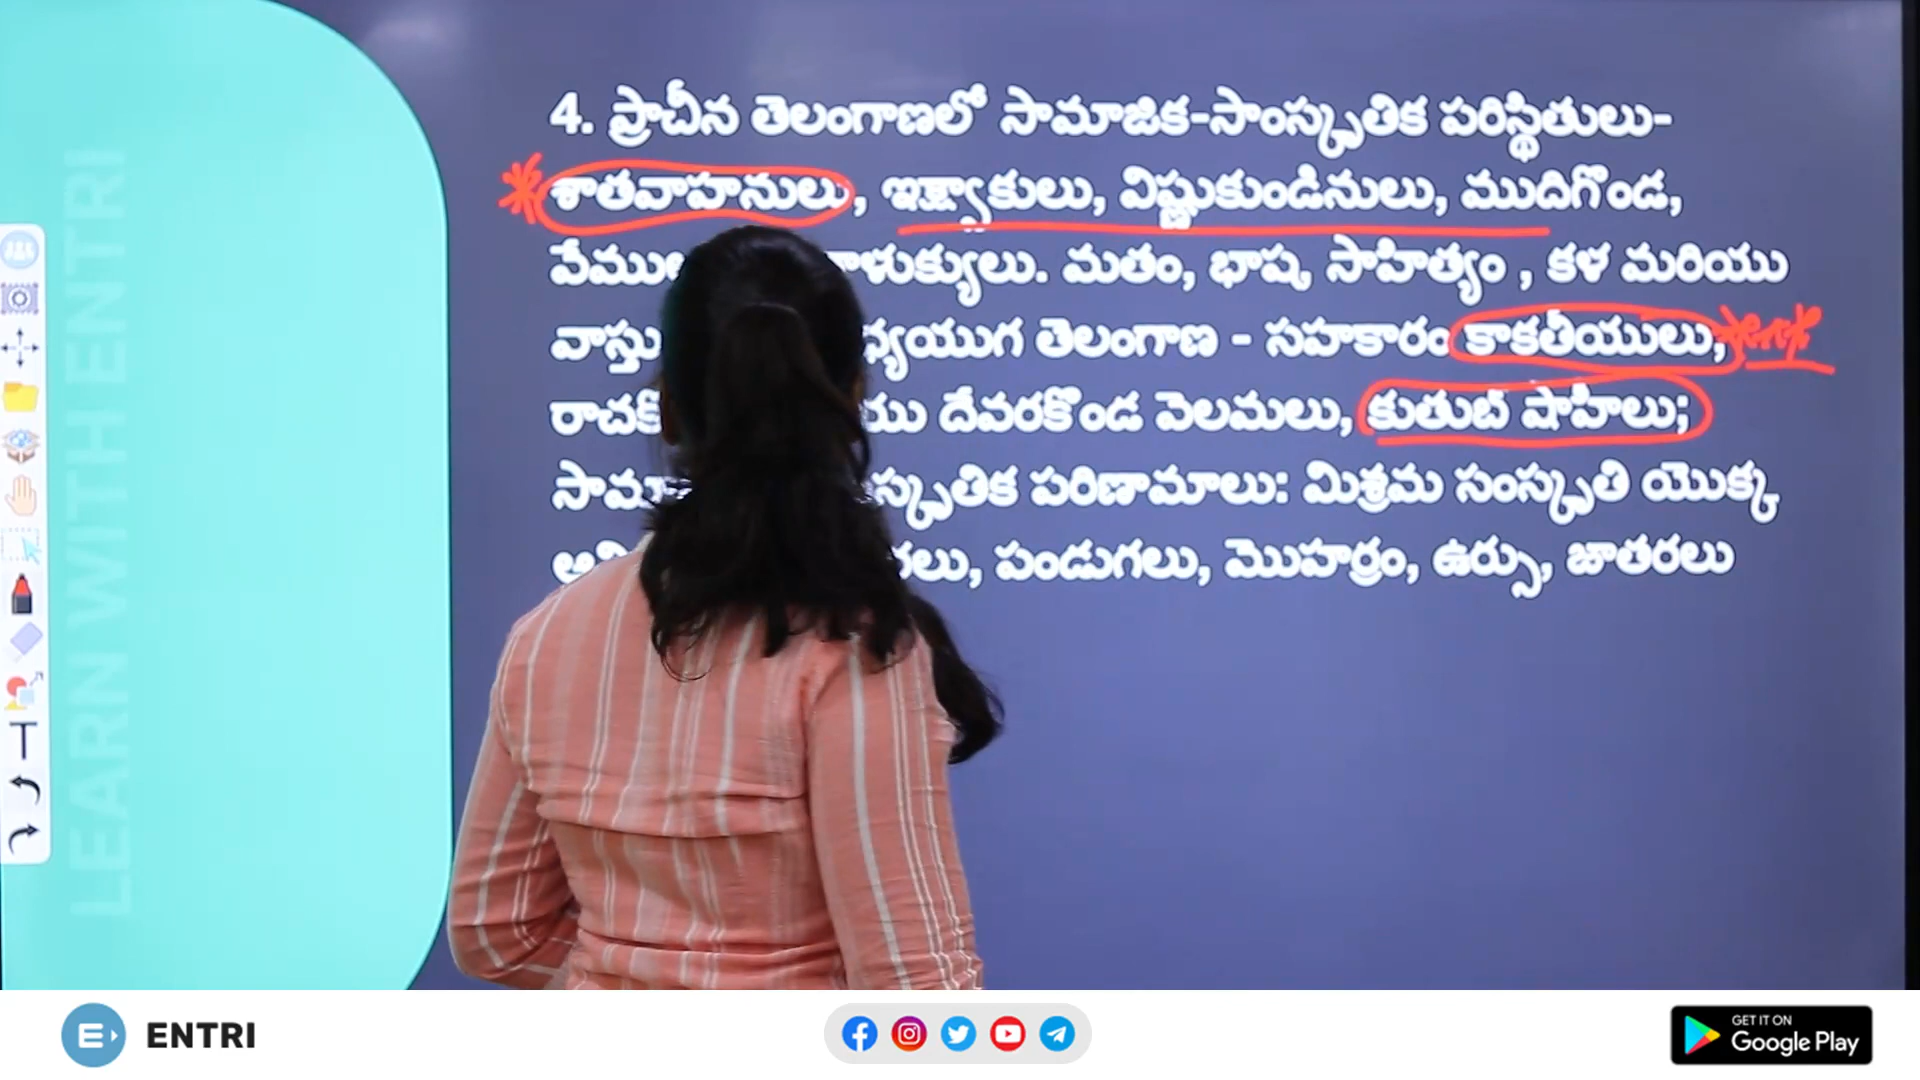 4. ప్రాచీన తెలంగాణలో సామాజిక-సాంస్కృతిక పరిస్థితులు-
శాతవాహనులు, ఇక్ష్వాకులు, విష్ణుకుండినులు, ముదిగొండ,
మతం, భాష, సాహిత్యం , కళ మరియు
తెలంగాణ - సహకారం కాకతీయులు,
దేవరకొండ వెలమలు, కుతుబ్ షాహీలు;
పరిణామాలు: మిశ్రమ సంస్కృతి యొక్క
పండుగలు, మొహర్రం, ఉర్సు, జాతరలు
LEARN WITH ENTRI
T
E ENTRI
GET IT ON
Google Play